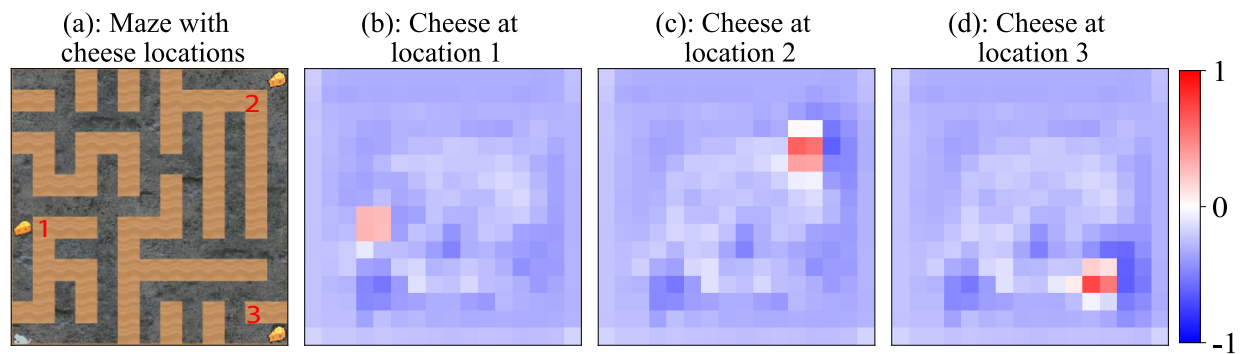 (a): Maze with
cheese locations
(b): Cheese at
location 1
(c): Cheese at
location 2
(d): Cheese at
location 3
2
1
3
1
0
-1